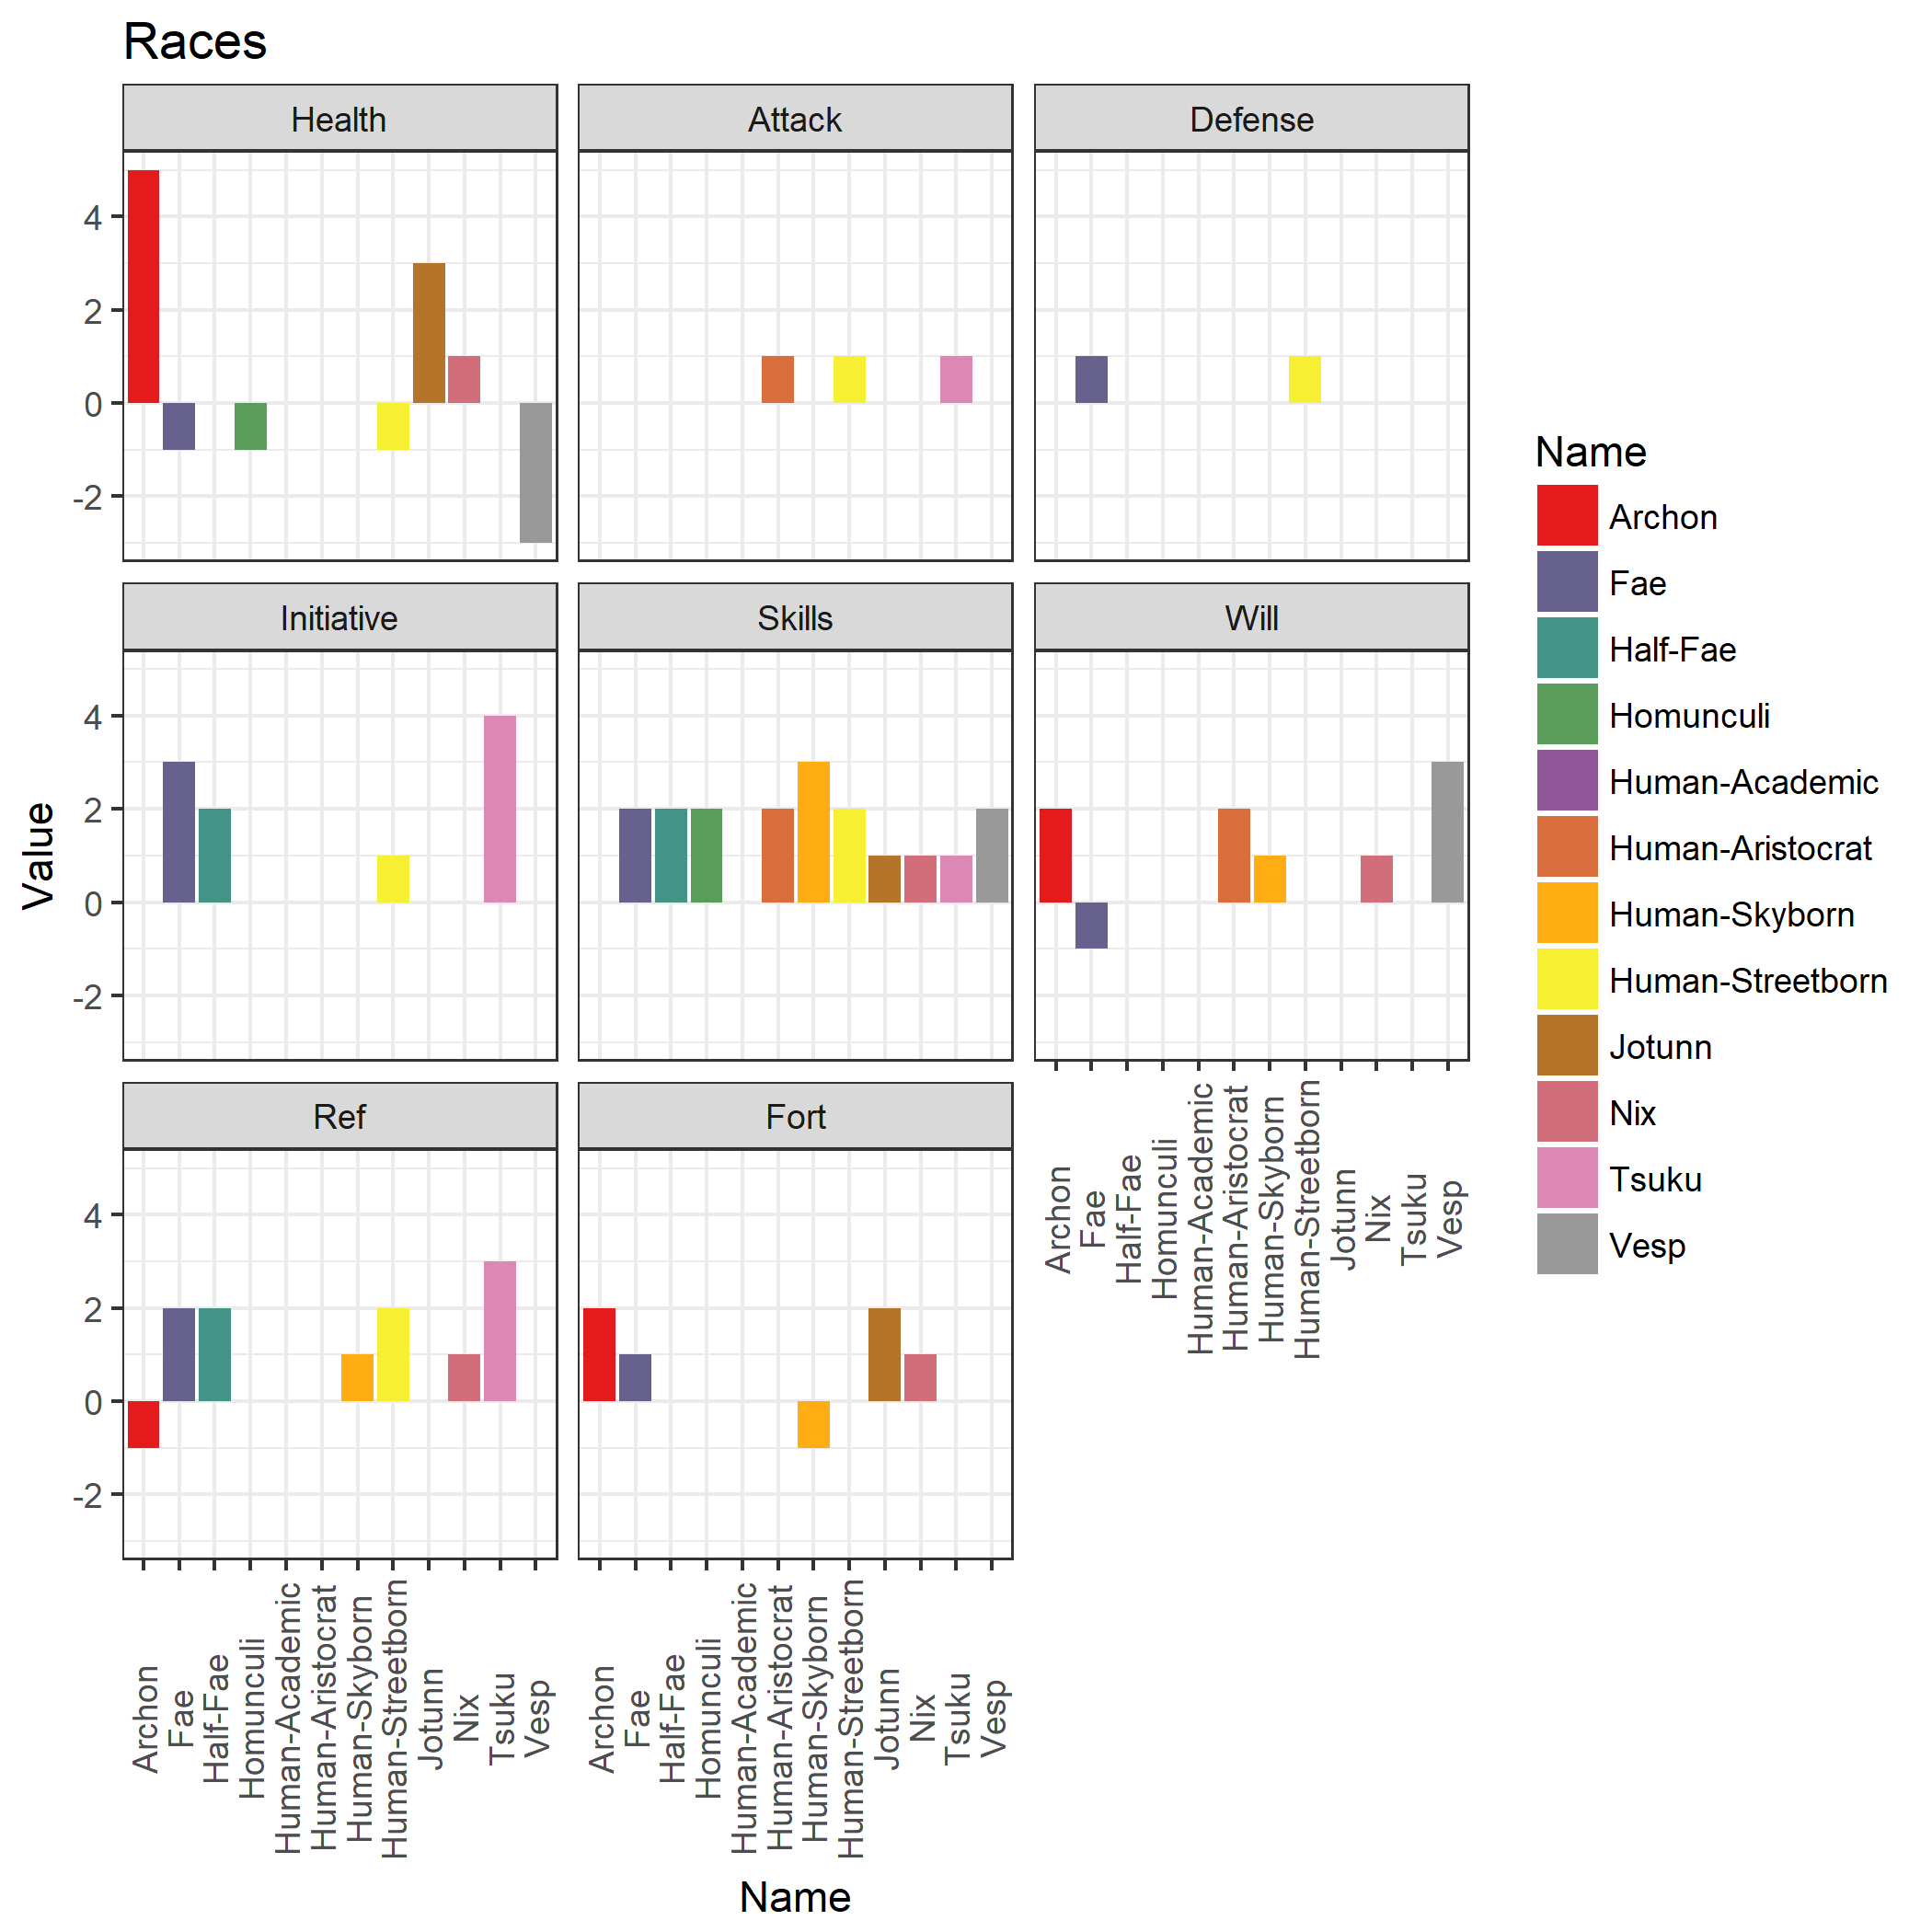 Races
Health
Attack
Defense
4
2
0
-2
Initiative
Skills
Will
4
2
0
-2
Ref
Fort
4
2
0
-2
Value
Archon
Fae
Half-Fae
Homunculi
Human-Academic
Human-Aristocrat
Human-Skyborn
Human-Streetborn
Jotunn
Nix
Tsuku
Vesp
Archon
Fae
Half-Fae
Homunculi
Human-Academic
Human-Aristocrat
Human-Skyborn
Human-Streetborn
Jotunn
Nix
Tsuku
Vesp
Archon
Fae
Half-Fae
Homunculi
Human-Academic
Human-Aristocrat
Human-Skyborn
Human-Streetborn
Jotunn
Nix
Tsuku
Vesp
Name
Name
Archon
Fae
Half-Fae
Homunculi
Human-Academic
Human-Aristocrat
Human-Skyborn
Human-Streetborn
Jotunn
Nix
Tsuku
Vesp